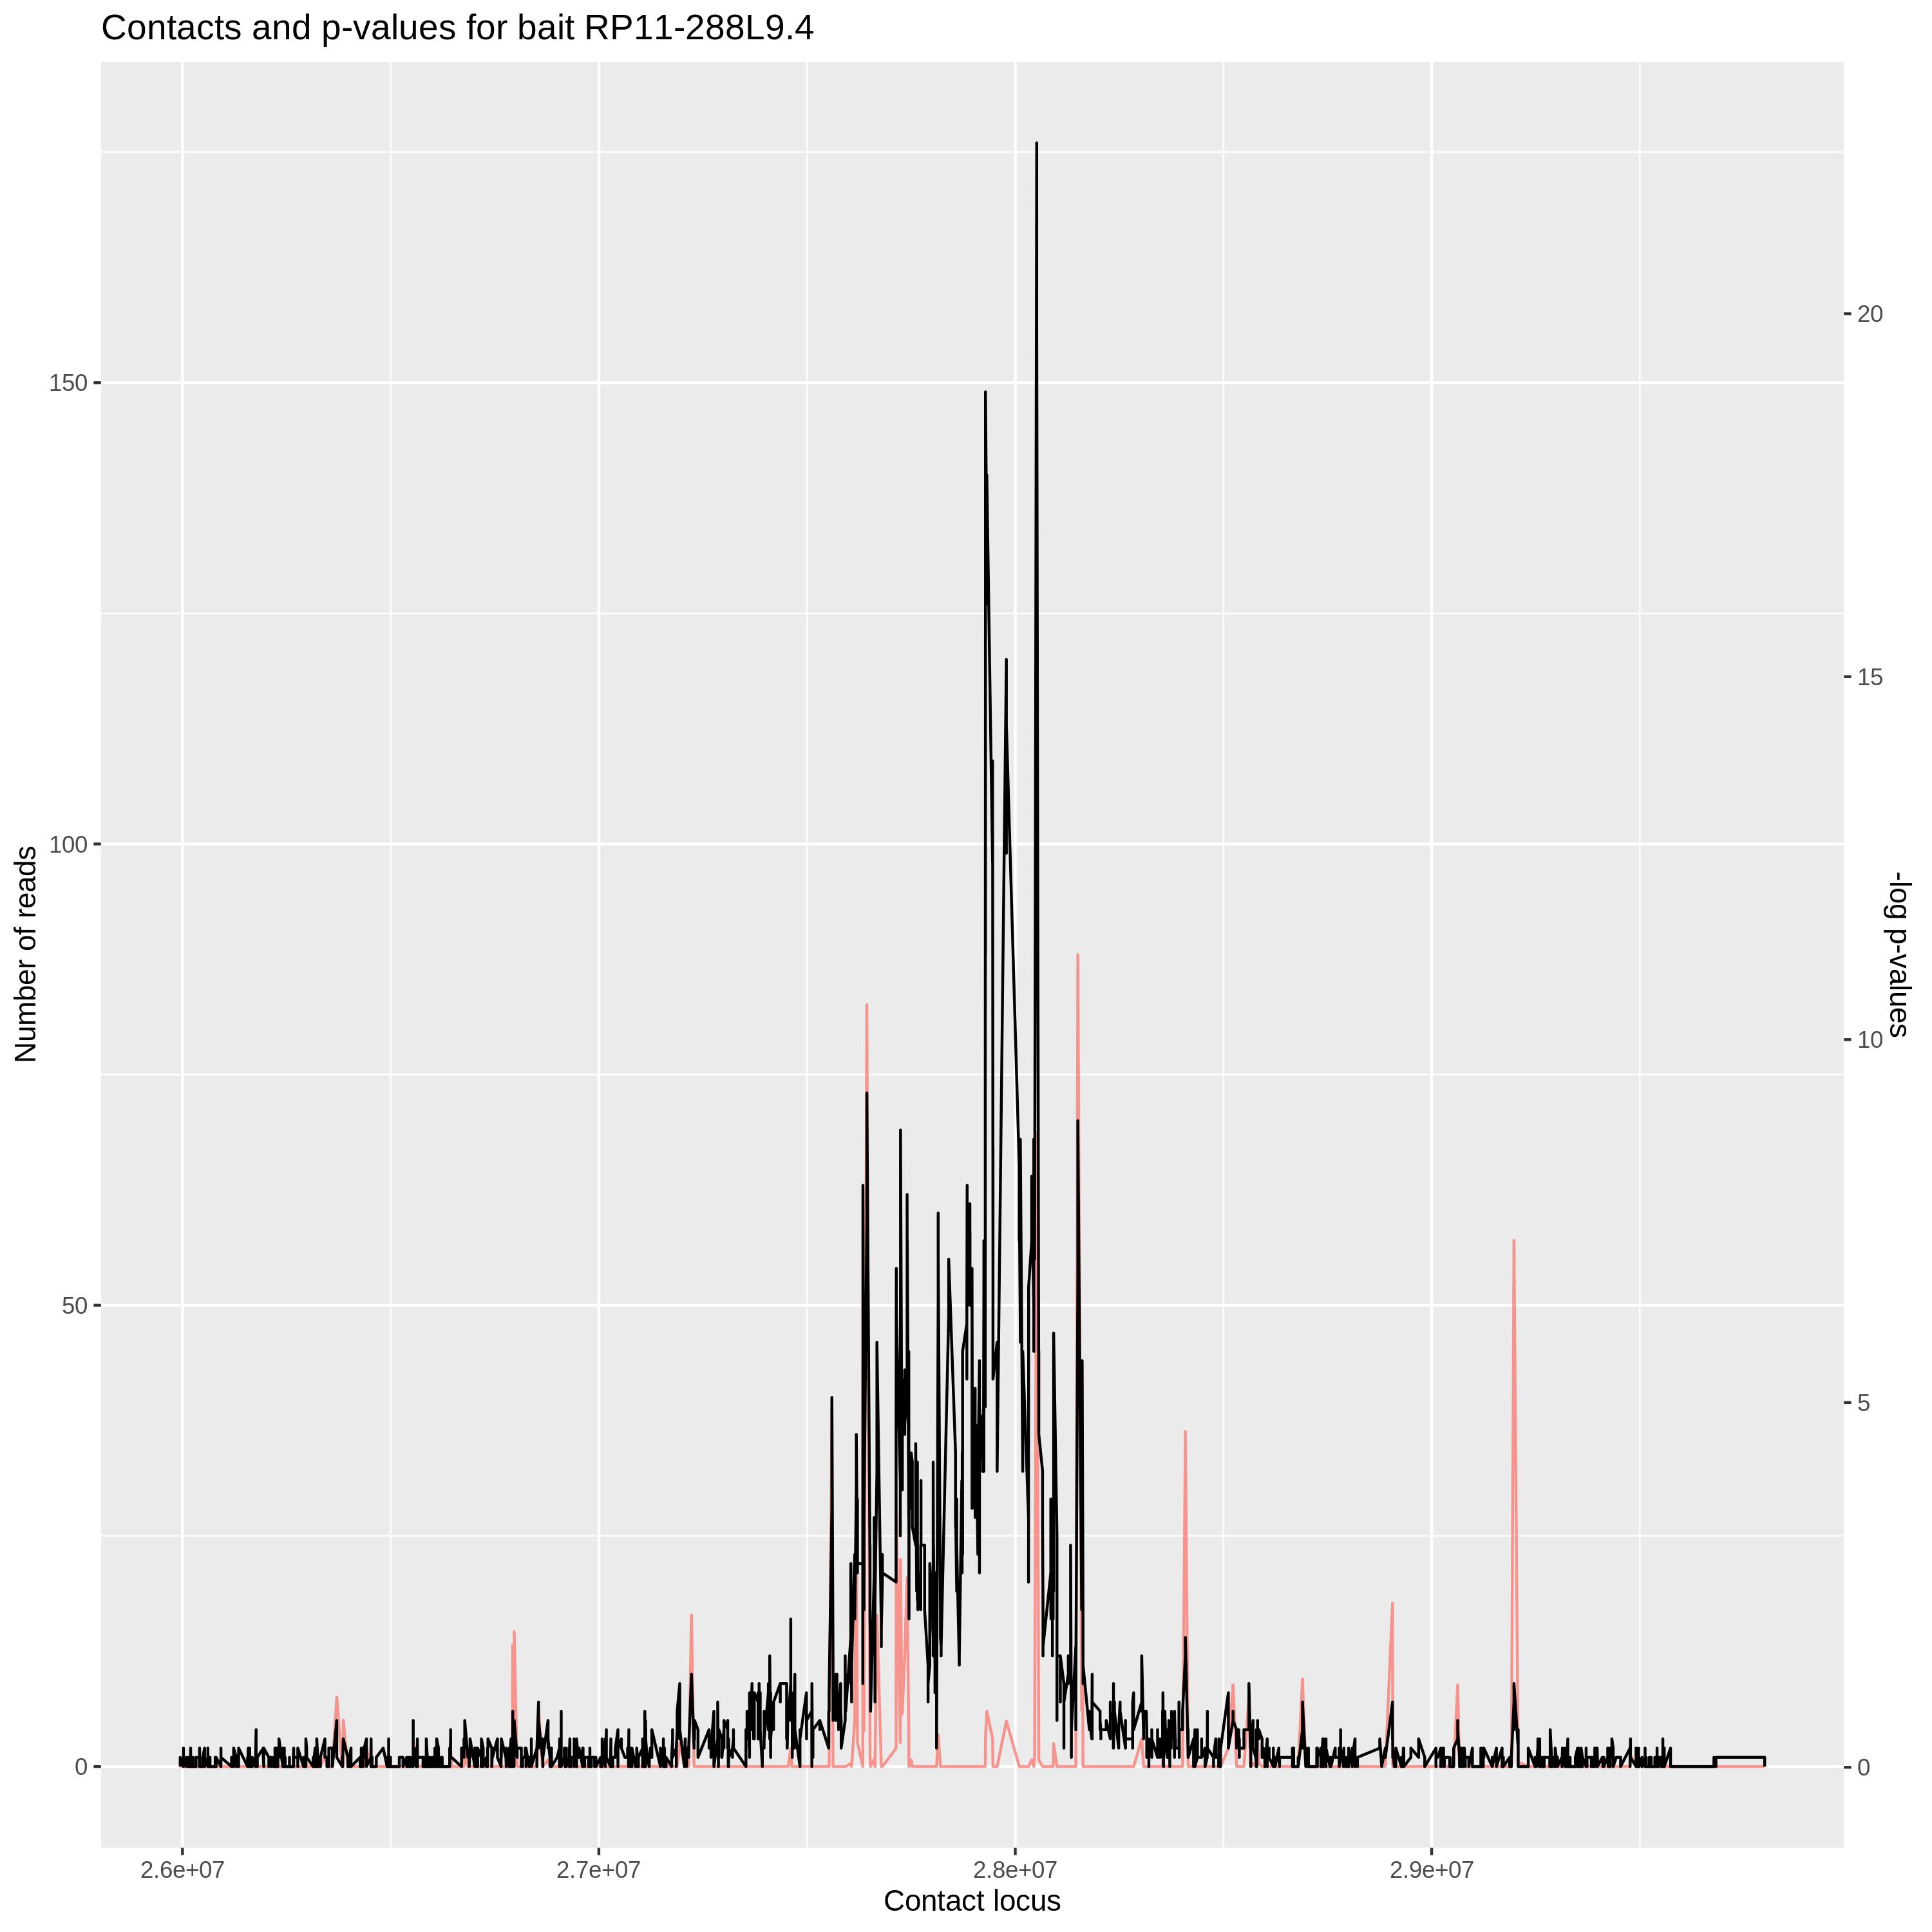 Contacts and p-values for bait RP11-288L9.4
150
100
50
0
20
15
10
5
0
Number of reads
-log p-values
2.6e+07 2.7e+07 2.8e+07 2.9e+07
Contact locus